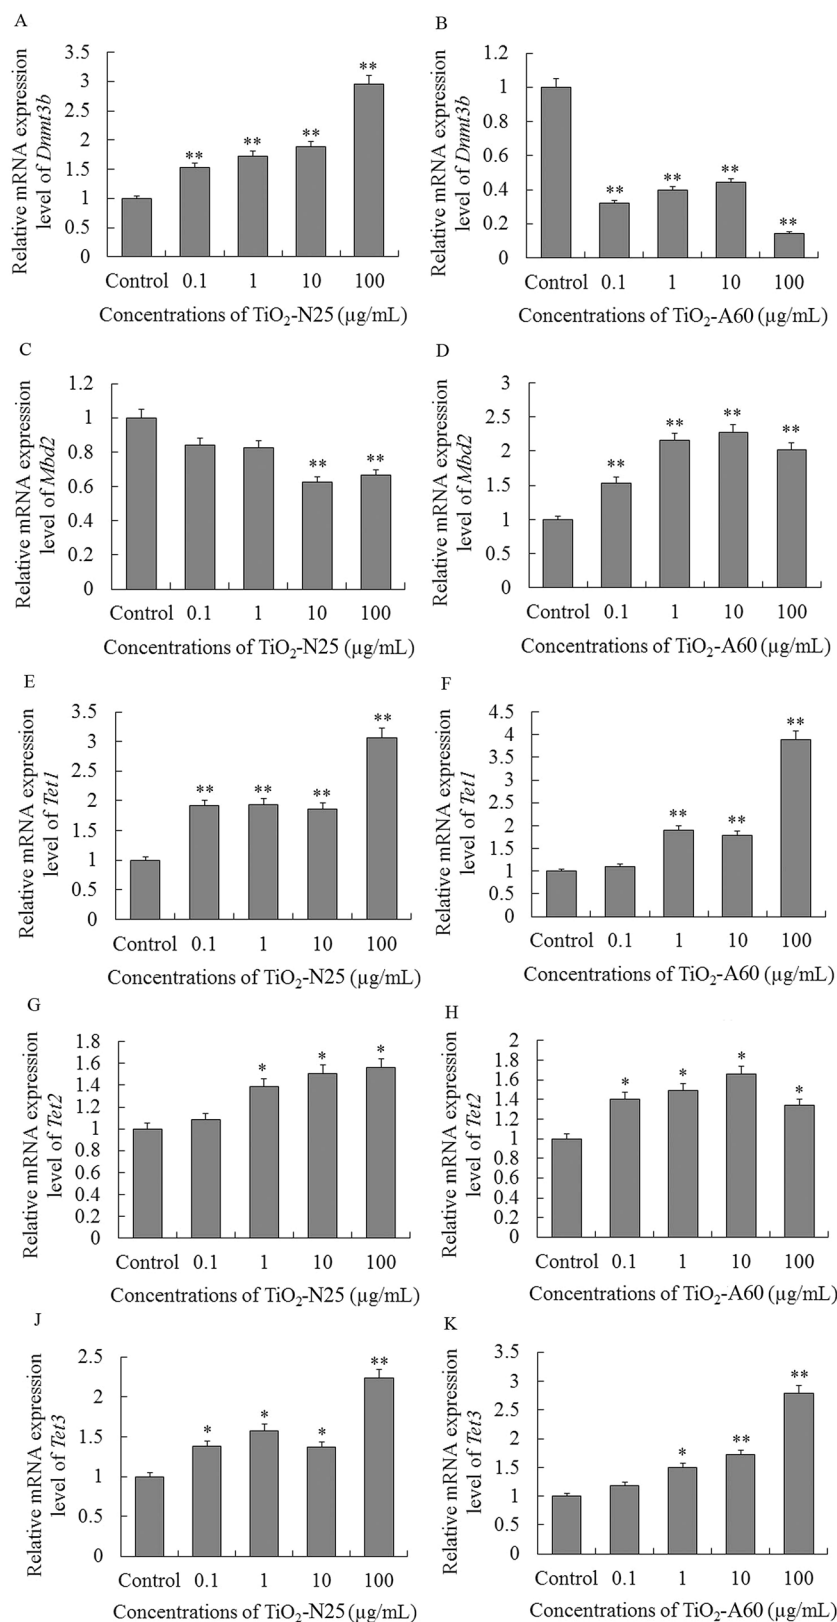 A
Relative mRNA expression
level of Dnmt3b
3.5
3
2.5
2
1.5
1
0.5
0
** ** ** **
Control 0.1 1 10 100
Concentrations of TiO2-N25 (µg/mL)
B
Relative mRNA expression
level of Dnmt3b
1.2
1
0.8
0.6
0.4
0.2
0
** ** ** **
Control 0.1 1 10 100
Concentrations of TiO2-A60 (µg/mL)
C
Relative mRNA expression
level of Mbd2
1.2
1
0.8
0.6
0.4
0.2
0
** **
Control 0.1 1 10 100
Concentrations of TiO2-N25 (µg/mL)
D
Relative mRNA expression
level of Mbd2
3
2.5
2
1.5
1
0.5
0
** ** ** **
Control 0.1 1 10 100
Concentrations of TiO2-A60 (µg/mL)
E
Relative mRNA expression
level of Tet1
3.5
3
2.5
2
1.5
1
0.5
0
** ** ** **
Control 0.1 1 10 100
Concentrations of TiO2-N25 (µg/mL)
F
Relative mRNA expression
level of Tet1
4.5
4
3.5
3
2.5
2
1.5
1
0.5
0
** ** **
Control 0.1 1 10 100
Concentrations of TiO2-A60 (µg/mL)
G
Relative mRNA expression
level of Tet2
1.8
1.6
1.4
1.2
1
0.8
0.6
0.4
0.2
0
* * *
Control 0.1 1 10 100
Concentrations of TiO2-N25 (µg/mL)
H
Relative mRNA expression
level of Tet2
2
1.8
1.6
1.4
1.2
1
0.8
0.6
0.4
0.2
0
* * * *
Control 0.1 1 10 100
Concentrations of TiO2-A60 (µg/mL)
J
Relative mRNA expression
level of Tet3
2.5
2
1.5
1
0.5
0
* * * **
Control 0.1 1 10 100
Concentrations of TiO2-N25 (µg/mL)
K
Relative mRNA expression
level of Tet3
3.5
3
2.5
2
1.5
1
0.5
0
* ** **
Control 0.1 1 10 100
Concentrations of TiO2-A60 (µg/mL)